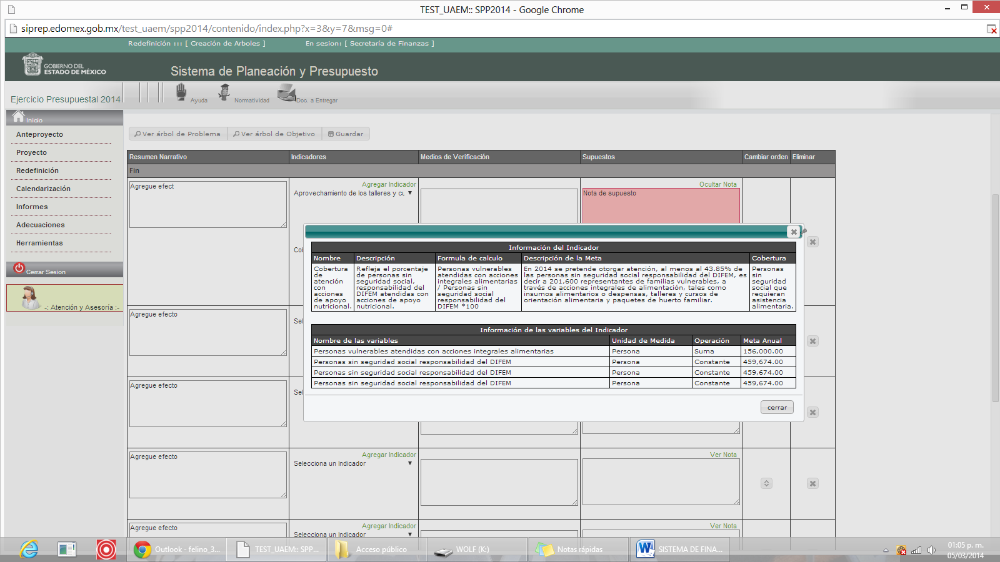 TEST_UAEM:: SPP2014 - Google Chrome
siprep.edomex.gob.mx/test_uaem/spp2014/contenido/index.php?x=3&y=7&msg=0#
Redefinición ::: [ Creación de Arboles ]
En sesion: [ Secretaría de Finanzas ]
GOBIERNO DEL
ESTADO DE MÉXICO
Sistema de Planeación y Presupuesto
Ejercicio Presupuestal 2014
Ayuda
Normatividad
Doc. a Entregar
Inicio
Anteproyecto
Proyecto
Redefinición
Calendarización
Informes
Adecuaciones
Herramientas
Cerrar Sesion
-: Atención y Asesoría :-
Ver árbol de Problema
Ver árbol de Objetivo
Guardar
Resumen Narrativo
Indicadores
Medios de Verificación
Supuestos
Cambiar orden
Eliminar
Fin
Agregue efect
Agregar Indicador
Aprovechamiento de los talleres y cu
Ocultar Nota
Nota de supuesto
Información del Indicador
Nombre
Descripción
Formula de calculo
Descripción de la Meta
Cobertura
Cobertura
de
atención
con
acciones
de apoyo
nutricional.
Refleja el porcentaje
de personas sin
seguridad social,
responsabilidad del
DIFEM atendidas con
acciones de apoyo
nutricional.
Personas vulnerables
atendidas con acciones
integrales alimentarias
/ Personas sin
seguridad social
responsabilidad del
DIFEM *100
En 2014 se pretende otorgar atención, al menos al 43.85% de
las personas sin seguridad social responsabilidad del DIFEM, es
decir a 201,600 representantes de familias vulnerables, a
través de acciones integrales de alimentación, tales como
insumos alimentarios o despensas, talleres y cursos de
orientación alimentaria y paquetes de huerto familiar.
Personas
sin
seguridad
social que
requieran
asistencia
alimentaria.
Información de las variables del Indicador
Nombre de las variables
Unidad de Medida
Operación
Meta Anual
Personas vulnerables atendidas con acciones integrales alimentarias
Persona
Suma
156,000.00
Personas sin seguridad social responsabilidad del DIFEM
Persona
Constante
459,674.00
Personas sin seguridad social responsabilidad del DIFEM
Persona
Constante
459,674.00
Personas sin seguridad social responsabilidad del DIFEM
Persona
Constante
459,674.00
cerrar
Col
Agregue efecto
Sel
Agregue efecto
Sel
Agregue efecto
Agregar Indicador
Selecciona un Indicador
Ver Nota
Agregue efecto
Agregar Indicador
Selecciona un Indicador
Ver Nota
Outlook - felino_3...
TEST_UAEM:: SPP...
Acceso público
WOLF (K:)
Notas rápidas
SISTEMA DE FINA...
01:05 p. m.
05/03/2014